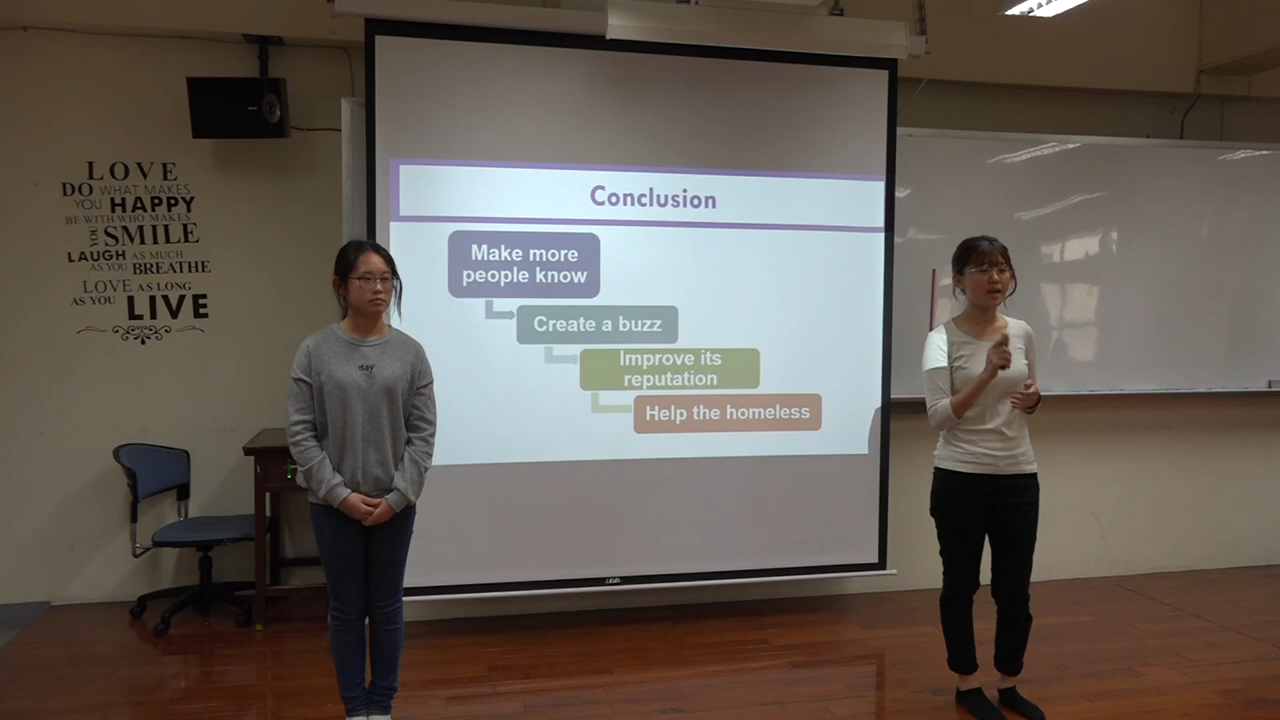 LOVE
DO WHAT MAKES
YOU HAPPY
BE WITH WHO MAKES
YOU SMILE
LAUGH AS MUCH
AS YOU BREATHE
LOVE AS LONG
AS YOU LIVE
day
Conclusion
Make more
people know
Create a buzz
Improve its
reputation
Help the homeless